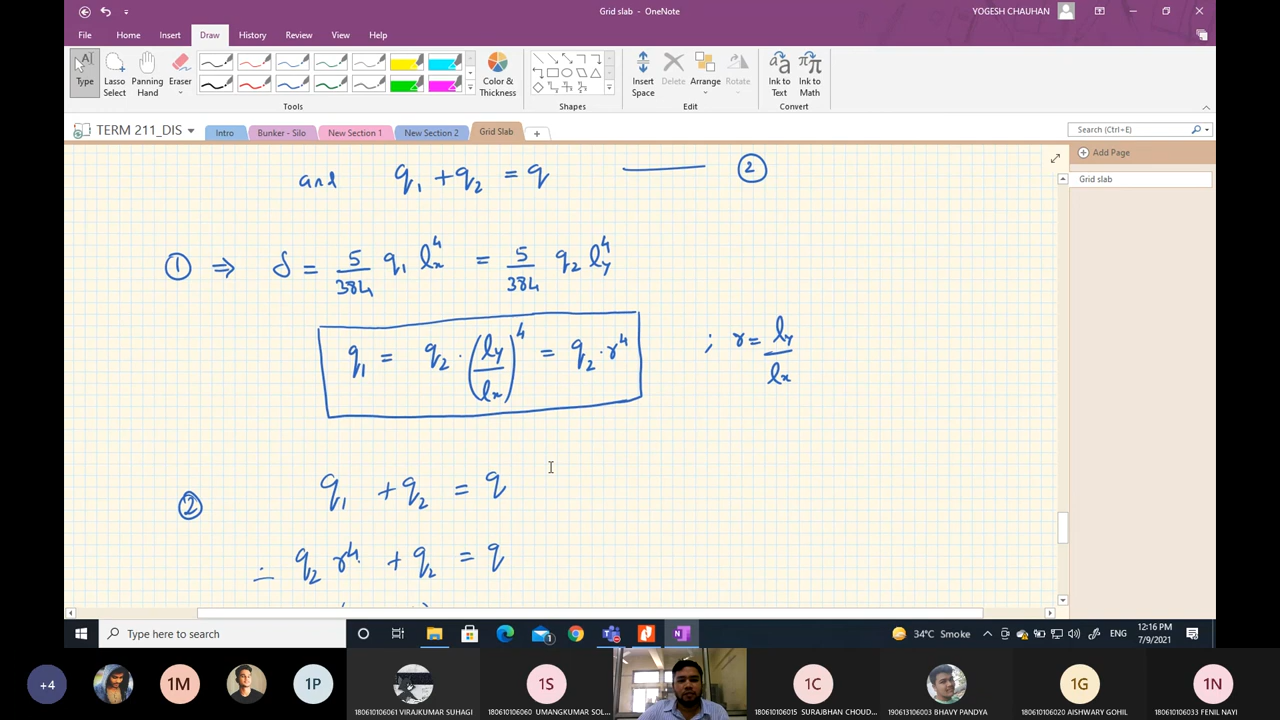 Grid slab - OneNote
YOGESH CHAUHAN
File Home Insert Draw History Review View Help
Type
Lasso Select
Panning Hand
Eraser
Color & Thickness
Insert Space
Delete
Arrange
Rotate
Ink to Text
Ink to Math
Tools
Shapes
Edit
Convert
TERM 211_DIS
Intro
Bunker - Silo
New Section 1
New Section 2
Grid Slab
Search (Ctrl+E)
Add Page
Grid slab
and q₁ + q₂ = q —— ②
① ⇒ δ = 5/384 q₁ lx⁴ = 5/384 q₂ ly⁴
q₁ = q₂ · (ly/lx)⁴ = q₂ · r⁴ ; r = ly/lx
② q₁ + q₂ = q
∴ q₂ r⁴ + q₂ = q
Type here to search
1
34°C Smoke
ENG
12:16 PM
7/9/2021
+4
1M
1P
180610106061 VIRAJKUMAR SUHAGI
1S
180610106060 UMANGKUMAR SOL...
1C
180610106015 SURAJBHAN CHOUD...
190613106003 BHAVY PANDYA
1G
180610106020 AISHWARY GOHIL
1N
180610106033 FENIL NAYI